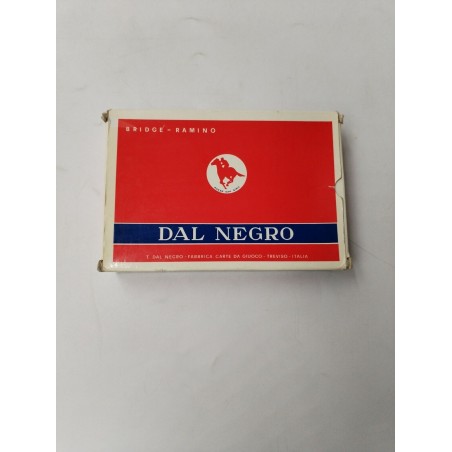 BRIDGE - RAMINO
DAL NEGRO
T. DAL NEGRO - FABBRICA CARTE DA GIUOCO - TREVISO - ITALIA